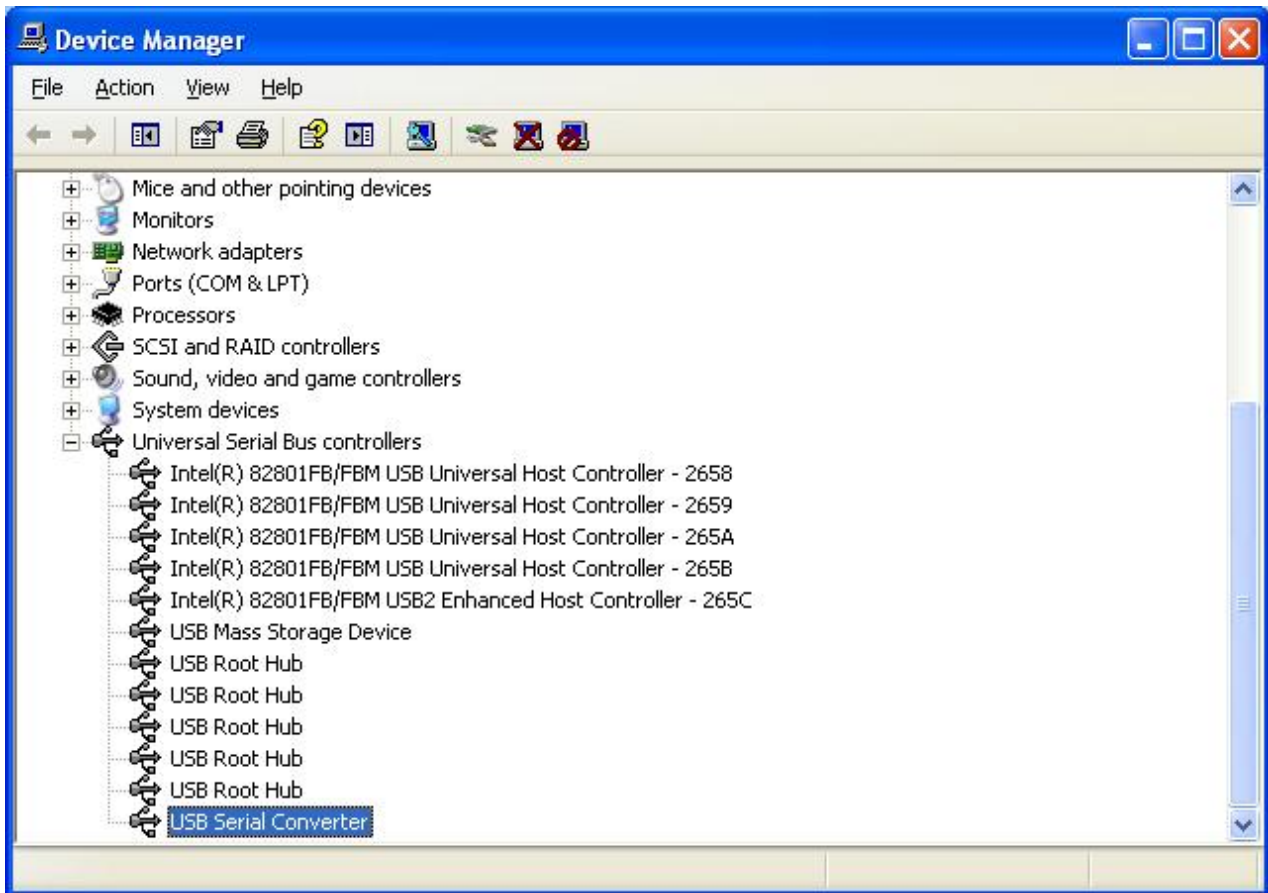 Device Manager
File Action View Help
Mice and other pointing devices
Monitors
Network adapters
Ports (COM & LPT)
Processors
SCSI and RAID controllers
Sound, video and game controllers
System devices
Universal Serial Bus controllers
Intel(R) 82801FB/FBM USB Universal Host Controller - 2658
Intel(R) 82801FB/FBM USB Universal Host Controller - 2659
Intel(R) 82801FB/FBM USB Universal Host Controller - 265A
Intel(R) 82801FB/FBM USB Universal Host Controller - 265B
Intel(R) 82801FB/FBM USB2 Enhanced Host Controller - 265C
USB Mass Storage Device
USB Root Hub
USB Root Hub
USB Root Hub
USB Root Hub
USB Root Hub
USB Serial Converter